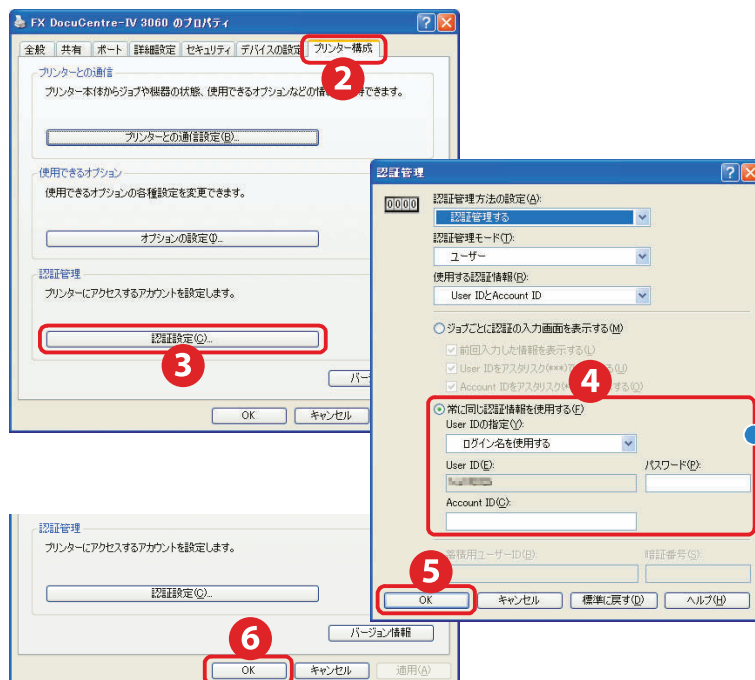 FX DocuCentre-IV 3060 のプロパティ
全般 共有 ポート 詳細設定 セキュリティ デバイスの設定 プリンター構成
2
プリンターとの通信
プリンター本体からジョブや機器の状態、使用できるオプションなどの情 できます。
プリンターとの通信設定(B)...
使用できるオプション
使用できるオプションの各種設定を変更できます。
オプションの設定(I)...
認証管理
プリンターにアクセスするアカウントを設定します。
認証設定(C)...
3
バー
OK キャンセル
認証管理
0000
認証管理方法の設定(A):
認証管理する
認証管理モード(T):
ユーザー
使用する認証情報(R):
User IDとAccount ID
ジョブごとに認証の入力画面を表示する(M)
前回入力した情報を表示する(L)
User IDをアスタリスク(***) る(U)
Account IDをアスタリスク(* する(O)
4
常に同じ認証情報を使用する(F)
User IDの指定(Y):
ログイン名を使用する
User ID(E): パスワード(P):
Account ID(C):
蓄積用ユーザーID(B): 暗証番号(S):
5
OK キャンセル 標準に戻す(D) ヘルプ(H)
認証管理
プリンターにアクセスするアカウントを設定します。
認証設定(C)...
バージョン情報
6
OK キャンセル 適用(A)